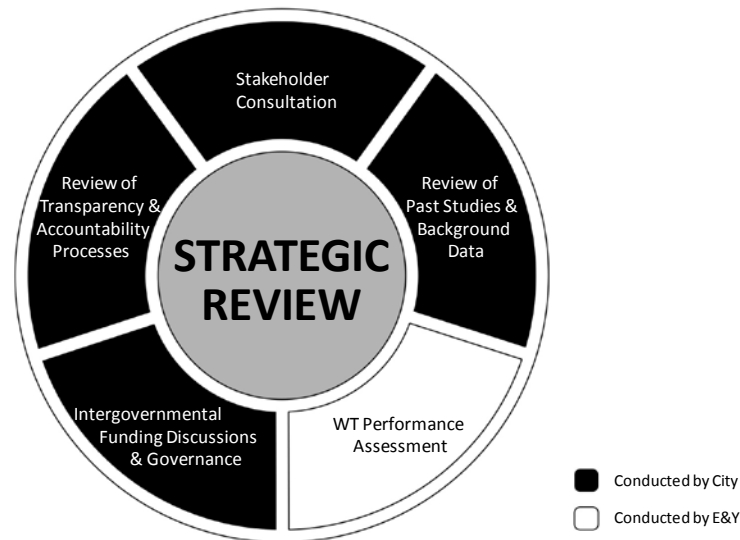 Stakeholder
Consultation
Review of
Transparency &
Accountability
Processes
Review of
Past Studies &
Background
Data
STRATEGIC
REVIEW
Intergovernmental
Funding Discussions
& Governance
WT Performance
Assessment
Conducted by City
Conducted by E&Y